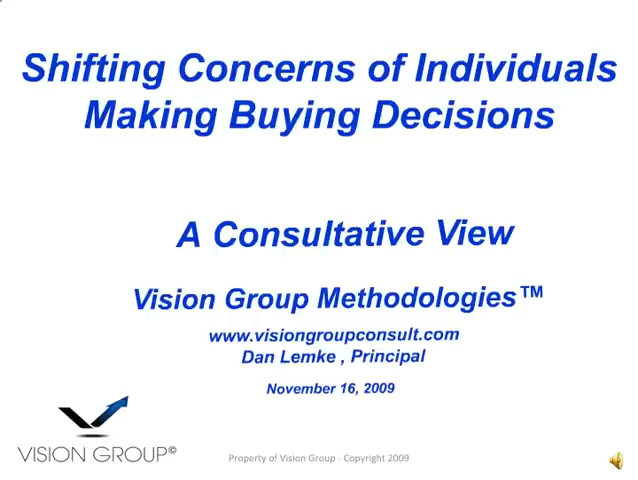 Shifting Concerns of Individuals
Making Buying Decisions
A Consultative View
Vision Group Methodologies™
www.visiongroupconsult.com
Dan Lemke , Principal
November 16, 2009
VISION GROUP©
Property of Vision Group - Copyright 2009